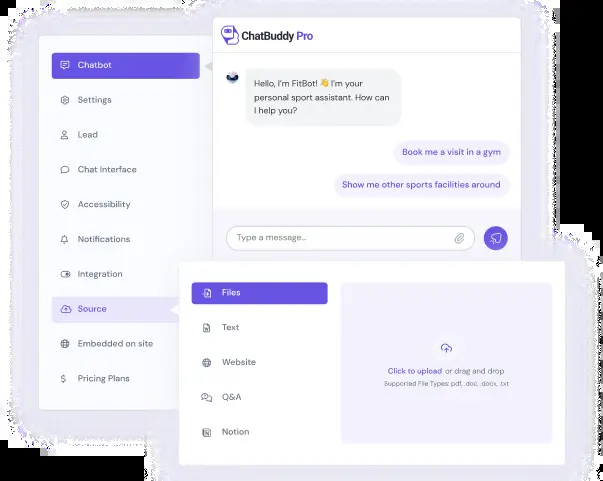 ChatBuddy Pro
Chatbot
Settings
Lead
Chat Interface
Accessibility
Notifications
Integration
Source
Embedded on site
Pricing Plans
Hello, I'm FitBot! 👋 I'm your
personal sport assistant. How can
I help you?
Book me a visit in a gym
Show me other sports facilities around
Type a message..
Files
Text
Website
Q&A
Notion
Click to upload or drag and drop
Supported File Types: pdf, .doc, .docx, .txt